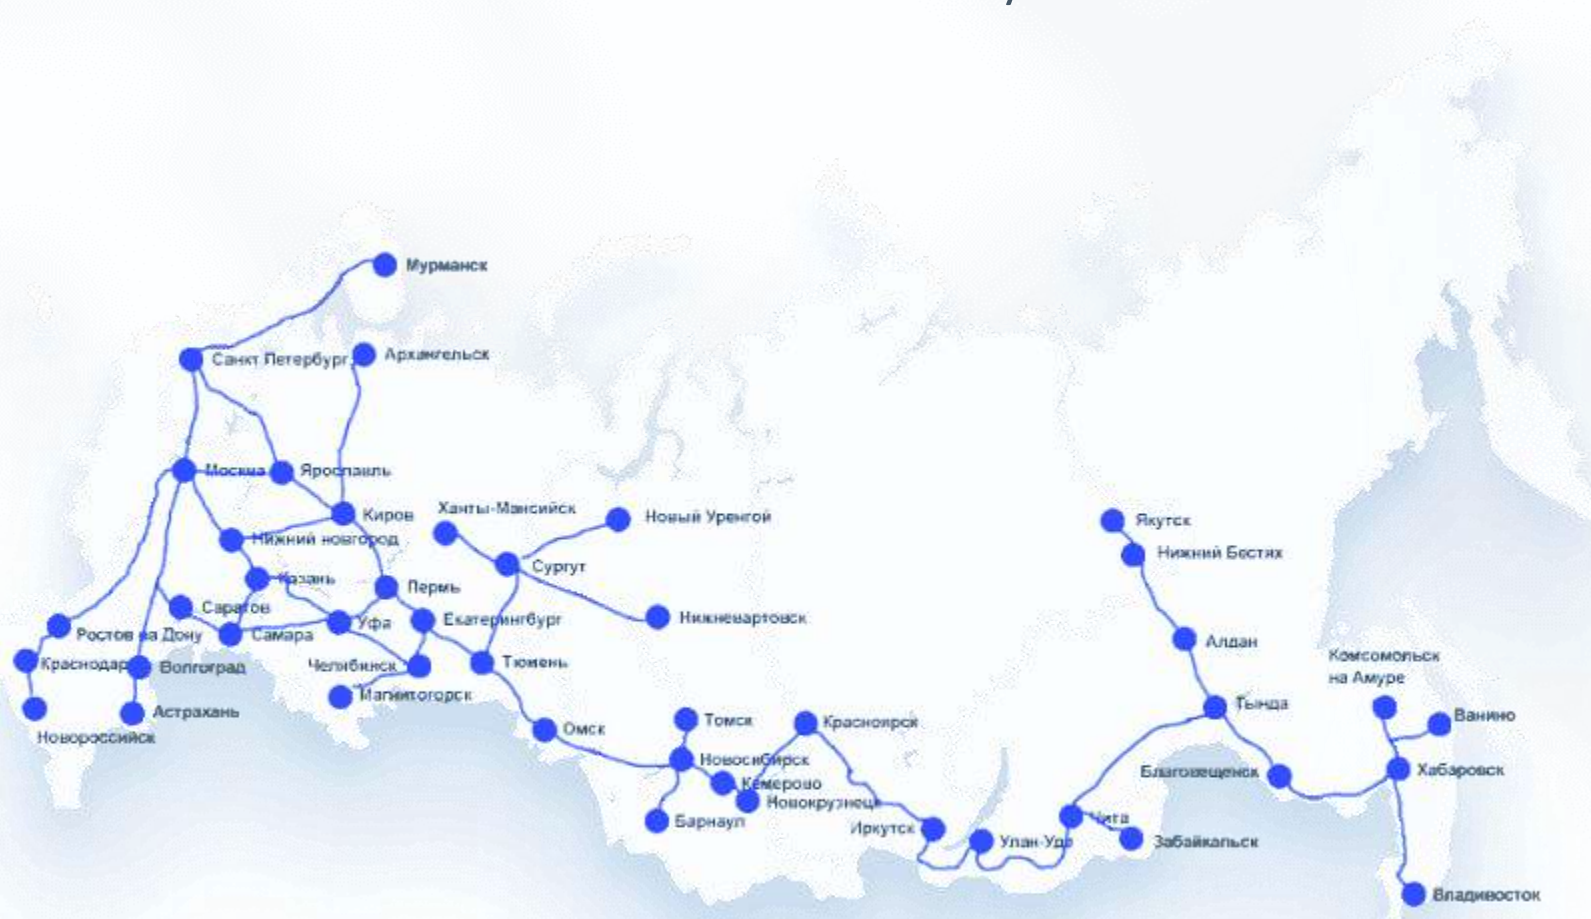 Мурманск
Санкт Петербург
Архангельск
Москва
Ярославль
Киров
Ханты-Мансийск
Новый Уренгой
Якутск
Нижний новгород
Нижний Бестях
Сургут
Казань
Пермь
Саратов
Екатеринбург
Нижневартовск
Уфа
Ростов на Дону
Самара
Алдан
Комсомольск
на Амуре
Краснодар
Волгоград
Челябинск
Тюмень
Магнитогорск
Тында
Астрахань
Ванино
Новороссийск
Омск
Томск
Красноярск
Новосибирск
Благовещенск
Хабаровск
Кемерово
Новокрузнецк
Барнаул
Иркутск
Чита
Улан-Удэ
Забайкальск
Владивосток